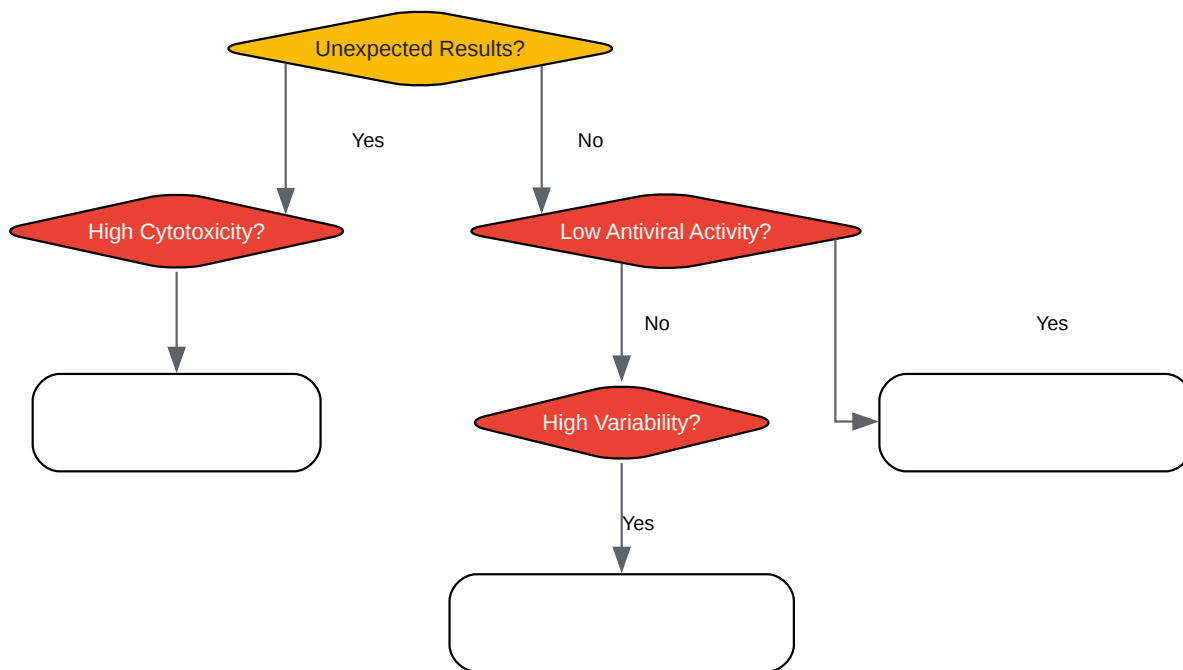 Unexpected Results?
Yes
No
High Cytotoxicity?
Low Antiviral Activity?
No
Yes
High Variability?
Yes